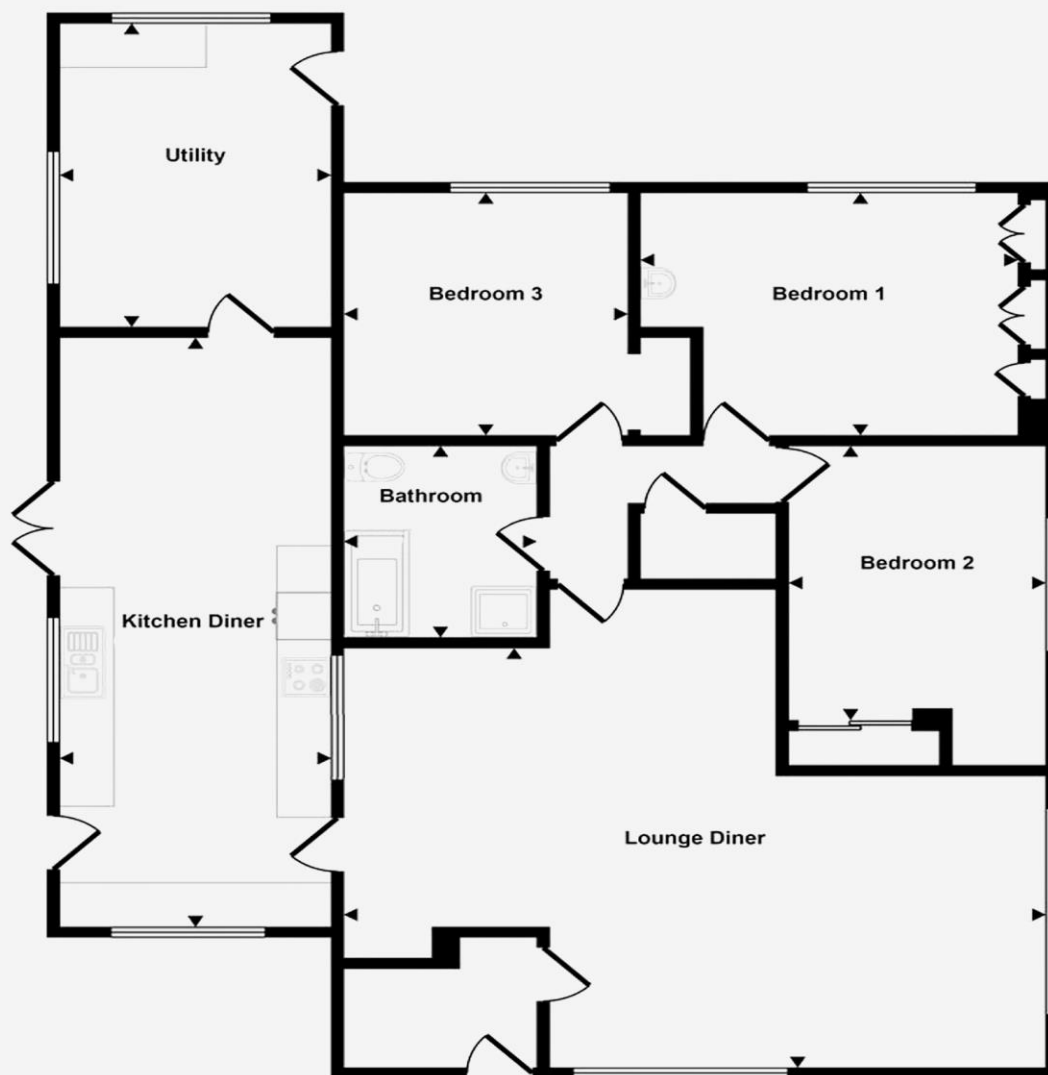 Utility
Bedroom 3
Bedroom 1
Bathroom
Bedroom 2
Kitchen Diner
Lounge Diner